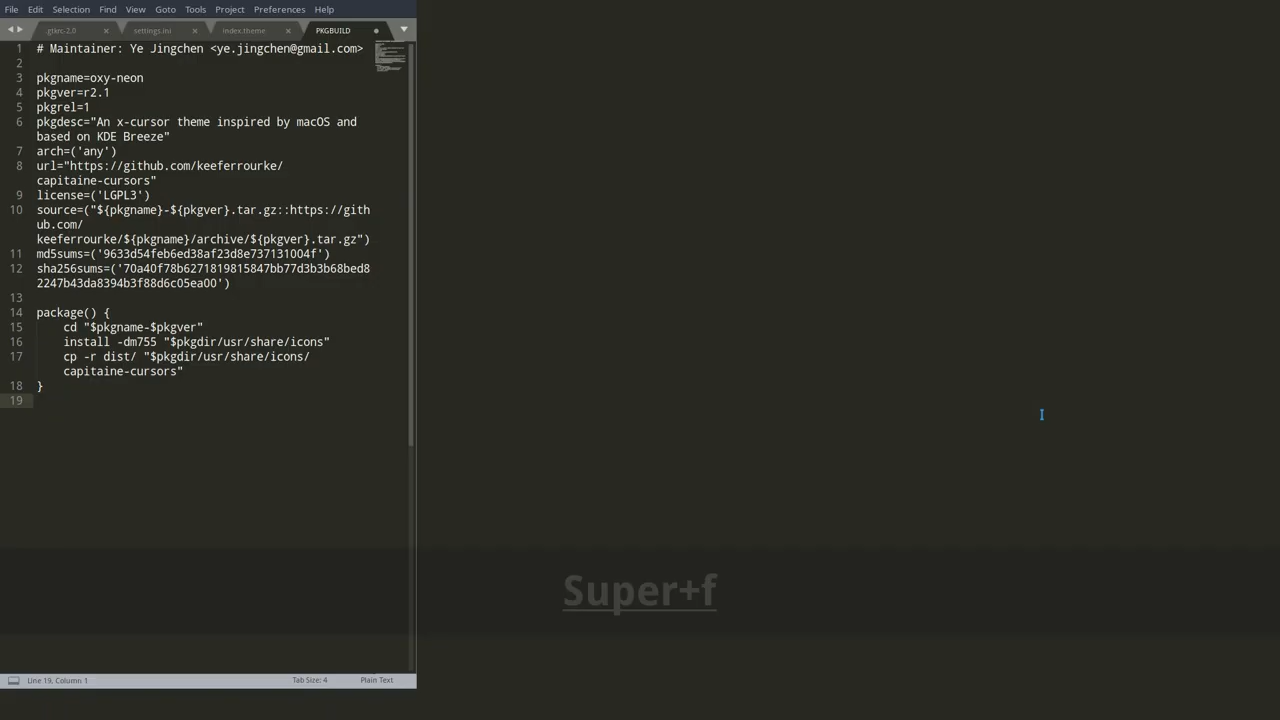 File Edit Selection Find View Goto Tools Project Preferences Help
.gtkrc-2.0 × settings.ini × index.theme × PKGBUILD
1 # Maintainer: Ye Jingchen <ye.jingchen@gmail.com>
2
3 pkgname=oxy-neon
4 pkgver=r2.1
5 pkgrel=1
6 pkgdesc="An x-cursor theme inspired by macOS and
based on KDE Breeze"
7 arch=('any')
8 url="https://github.com/keeferrourke/
capitaine-cursors"
9 license=('LGPL3')
10 source=("${pkgname}-${pkgver}.tar.gz::https://gith
ub.com/
keeferrourke/${pkgname}/archive/${pkgver}.tar.gz")
11 md5sums=('9633d54feb6ed38af23d8e737131004f')
12 sha256sums=('70a40f78b6271819815847bb77d3b3b68bed8
2247b43da8394b3f88d6c05ea00')
13
14 package() {
15 cd "$pkgname-$pkgver"
16 install -dm755 "$pkgdir/usr/share/icons"
17 cp -r dist/ "$pkgdir/usr/share/icons/
capitaine-cursors"
18 }
19
Super+f
Line 19, Column 1 Tab Size: 4 Plain Text